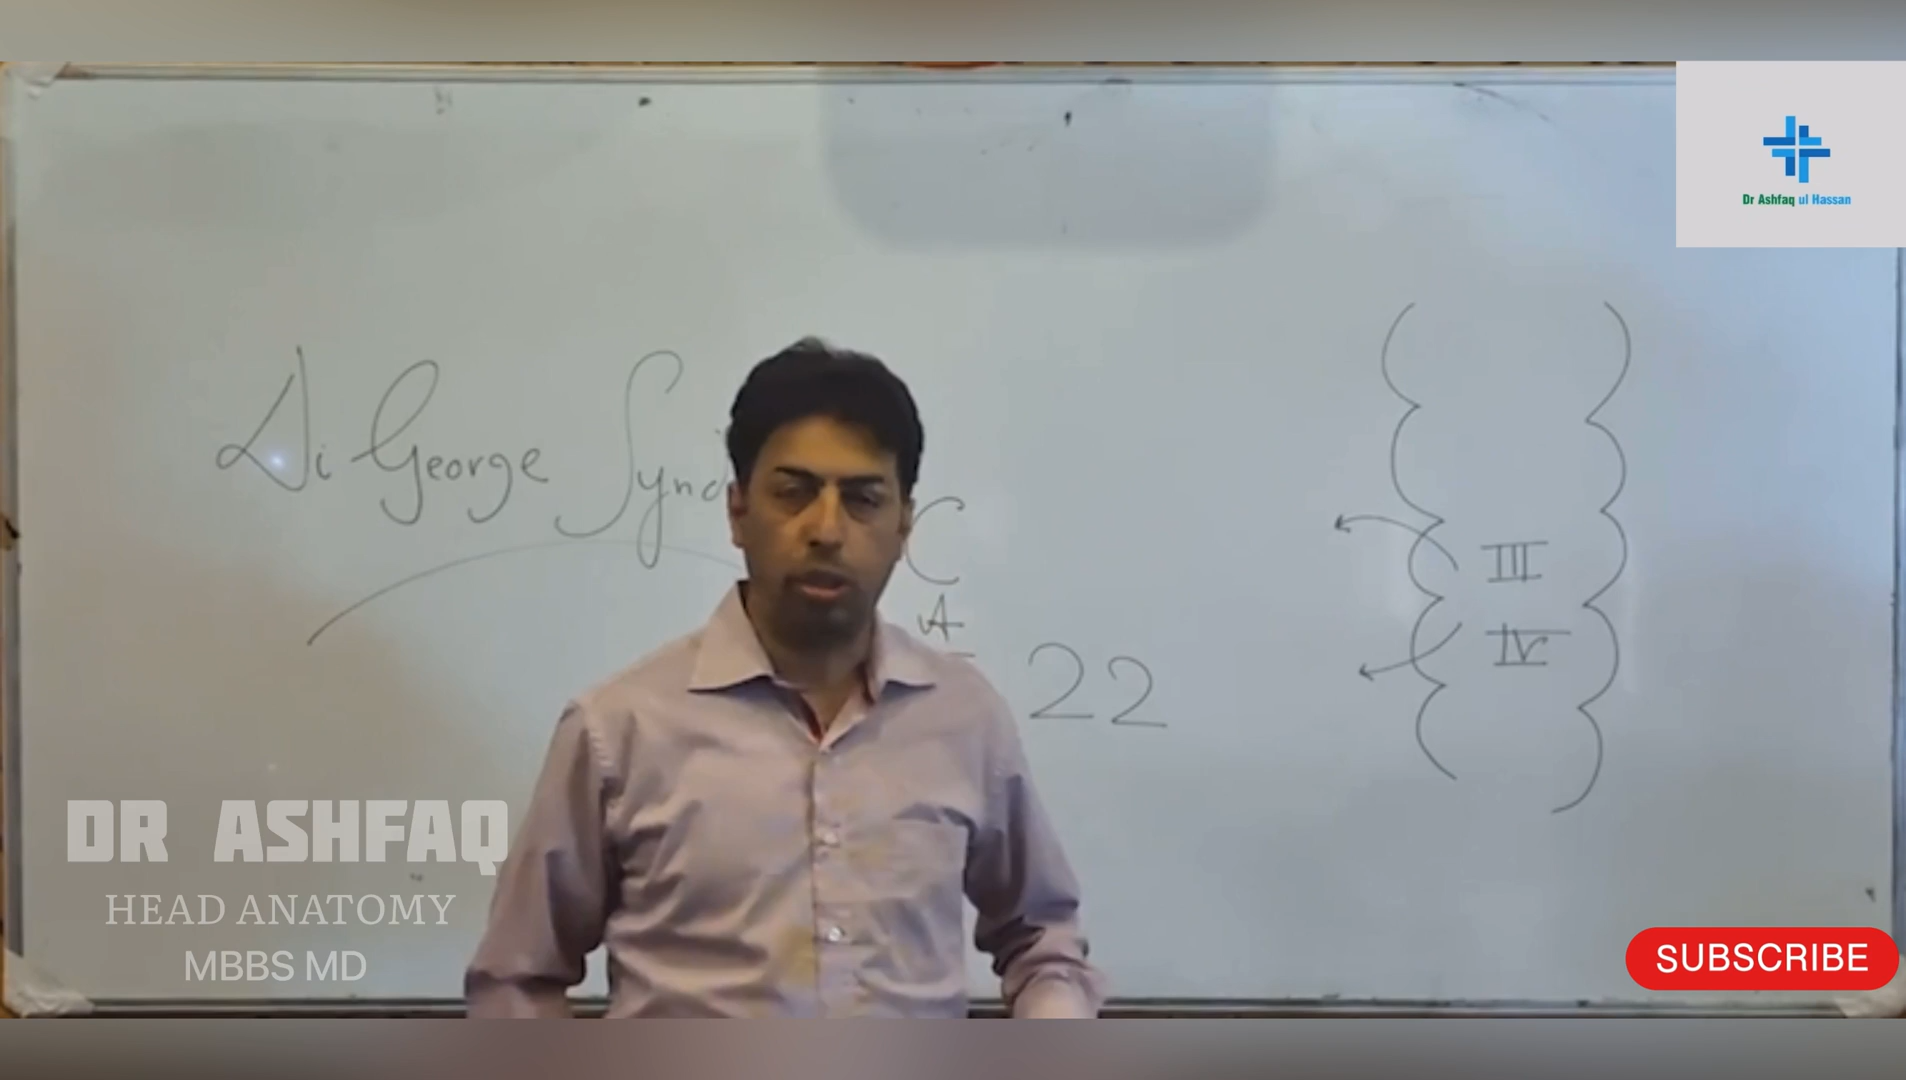 Dr Ashfaq ul Hassan
Di George Synd
C
A
22
III
IV
DR ASHFAQ
HEAD ANATOMY
MBBS MD
SUBSCRIBE